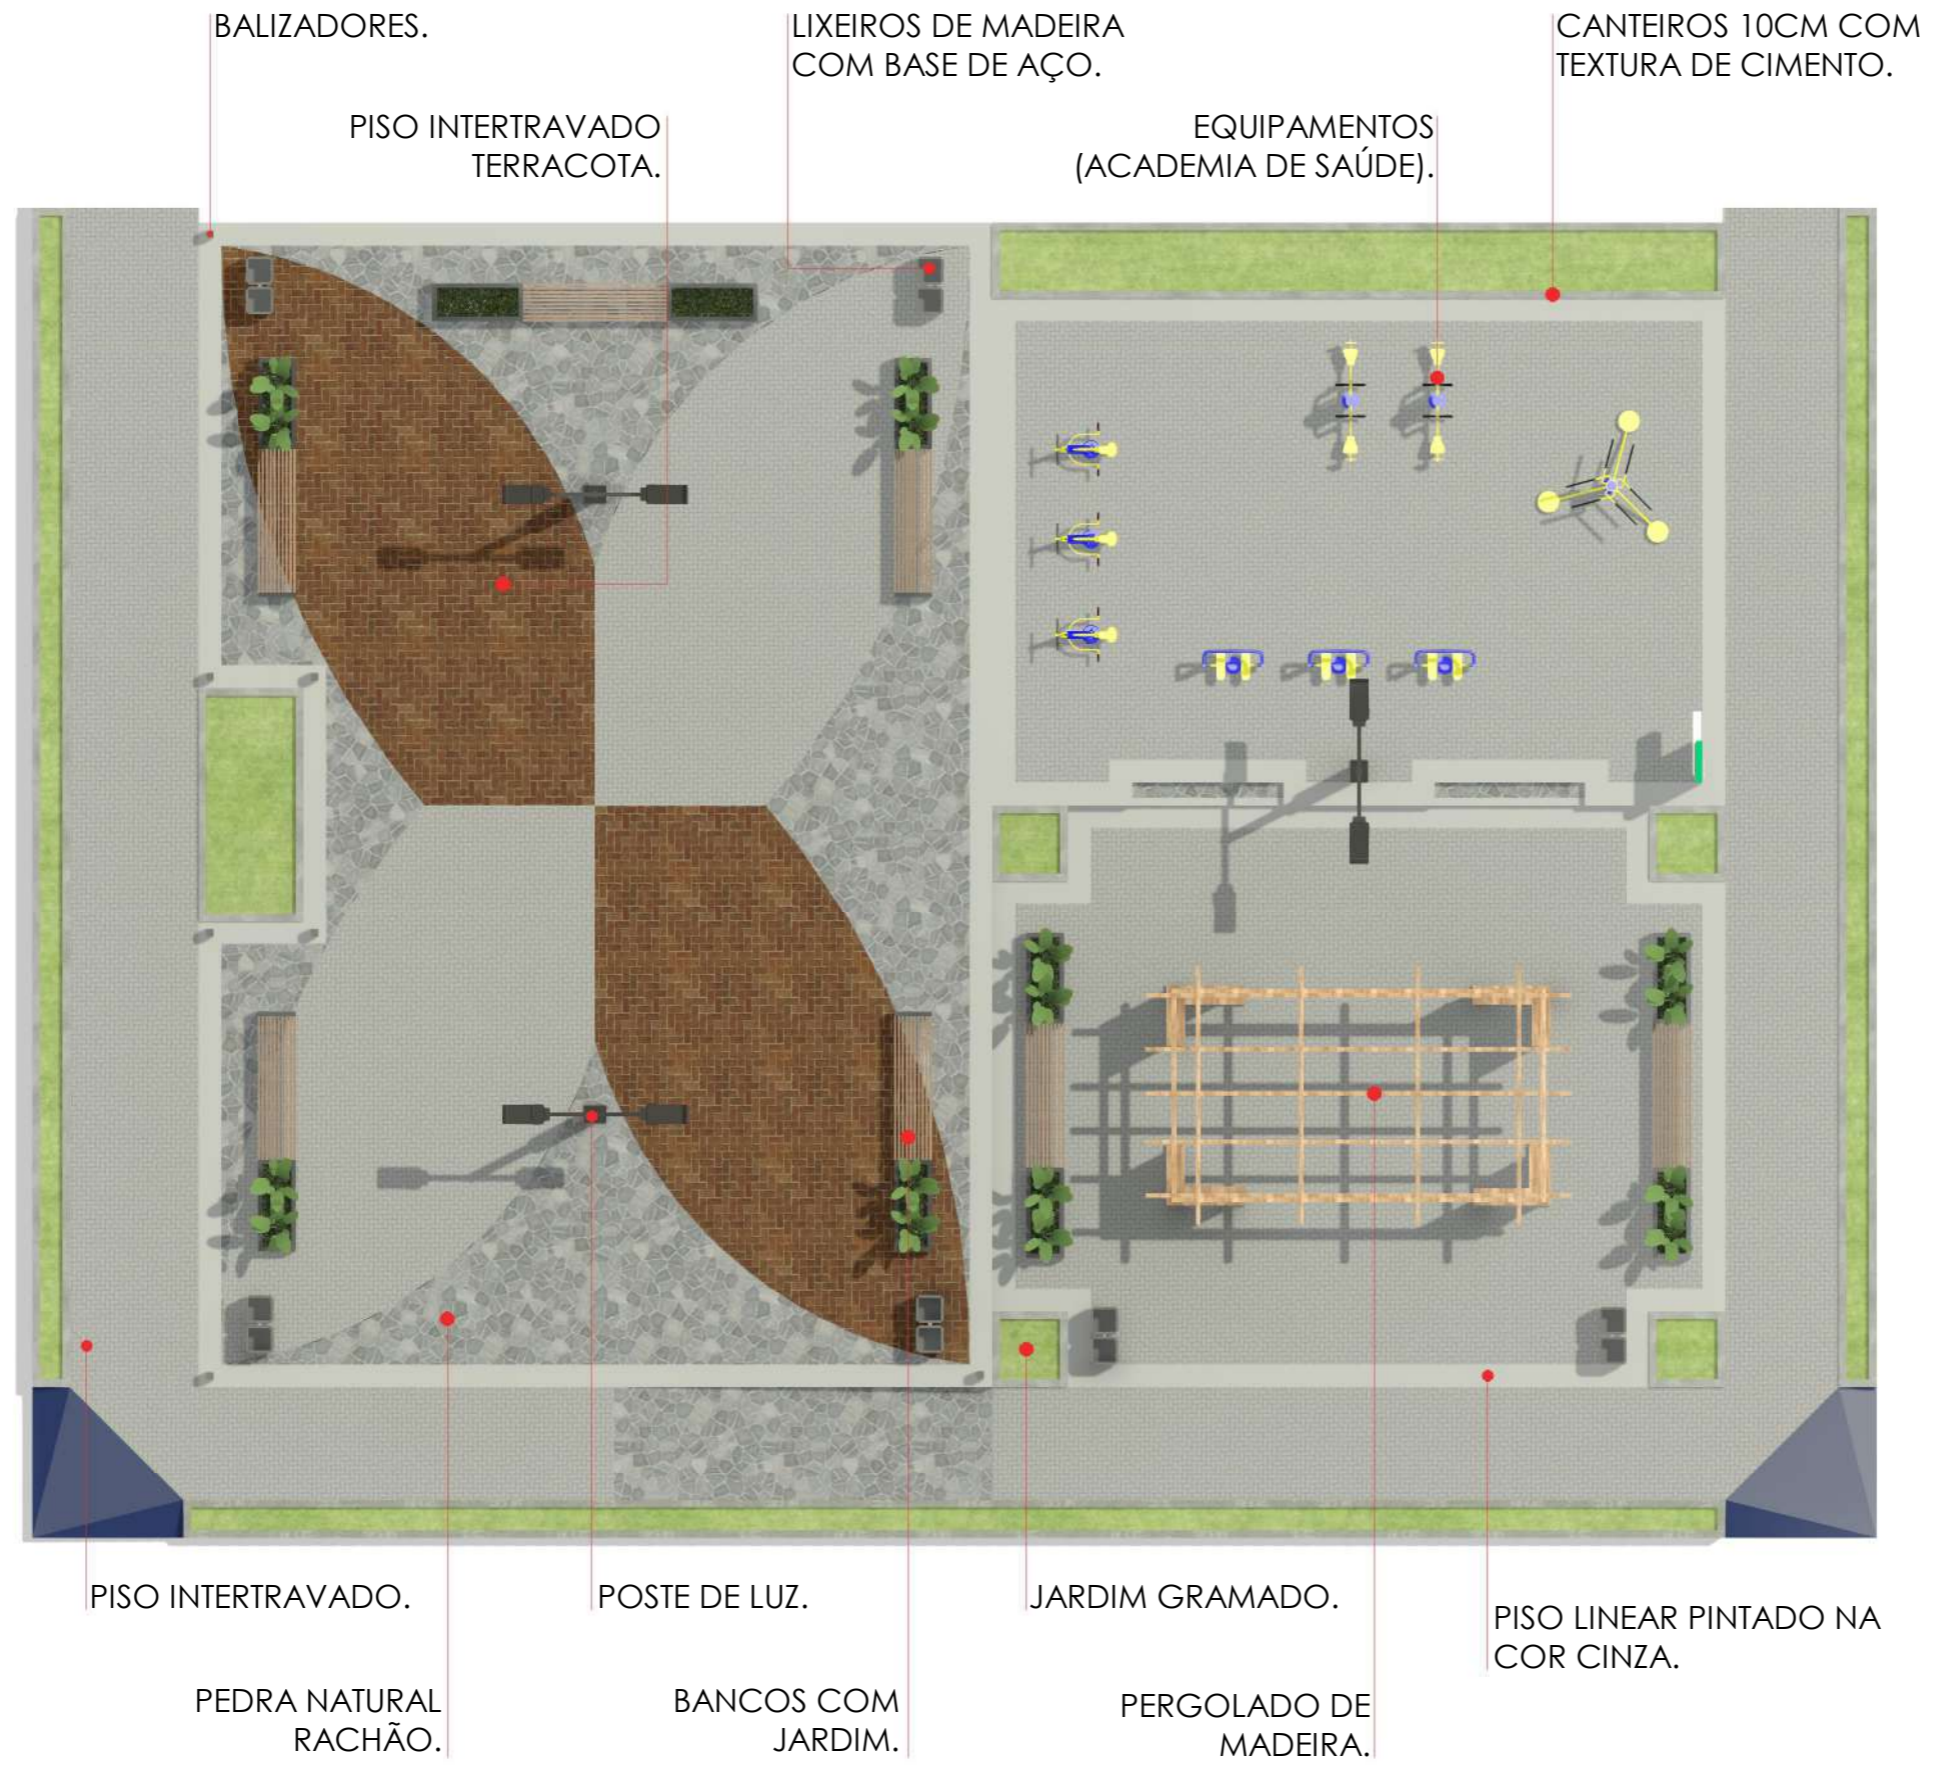 BALIZADORES.
LIXEIROS DE MADEIRA
COM BASE DE AÇO.
CANTEIROS 10CM COM
TEXTURA DE CIMENTO.
PISO INTERTRAVADO
TERRACOTA.
EQUIPAMENTOS
(ACADEMIA DE SAÚDE).
PISO INTERTRAVADO.
POSTE DE LUZ.
JARDIM GRAMADO.
PISO LINEAR PINTADO NA
COR CINZA.
PEDRA NATURAL
RACHÃO.
BANCOS COM
JARDIM.
PERGOLADO DE
MADEIRA.